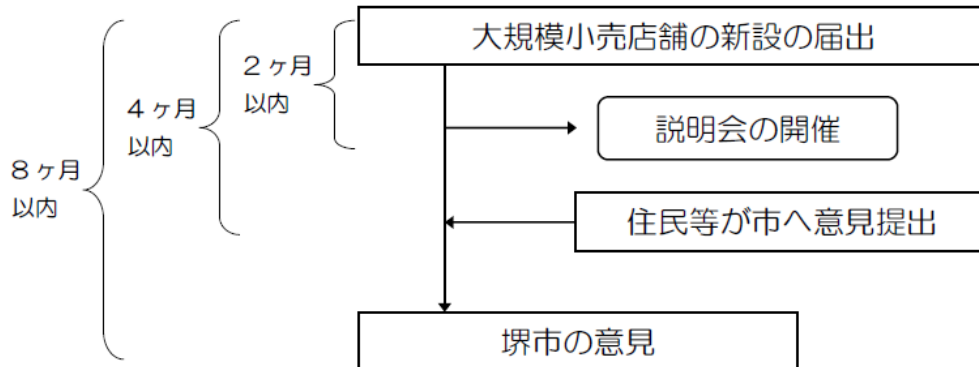 大規模小売店舗の新設の届出
2ヶ月
以内
4ヶ月
以内
説明会の開催
8ヶ月
以内
住民等が市へ意見提出
堺市の意見